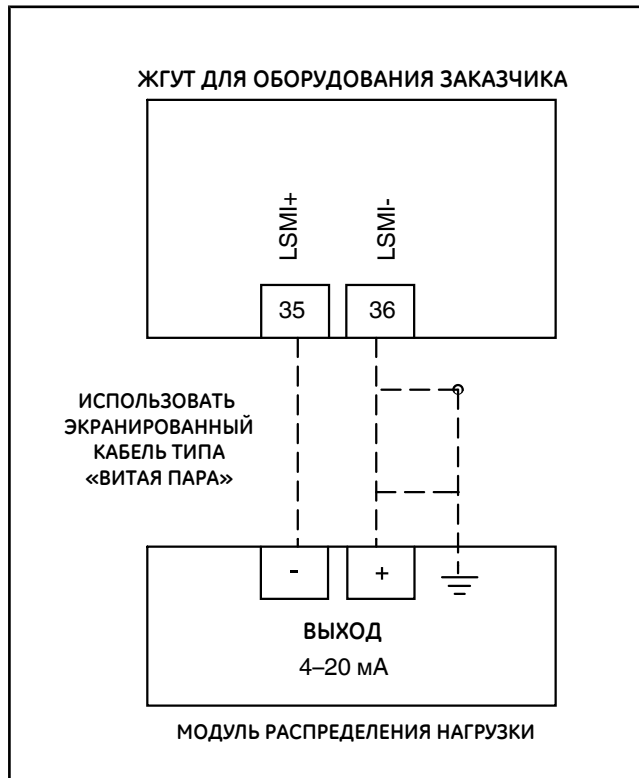 ЖГУТ ДЛЯ ОБОРУДОВАНИЯ ЗАКАЗЧИКА
LSMI+
LSMI-
35
36
ИСПОЛЬЗОВАТЬ
ЭКРАНИРОВАННЫЙ
КАБЕЛЬ ТИПА
«ВИТАЯ ПАРА»
-
+
ВЫХОД
4–20 мА
МОДУЛЬ РАСПРЕДЕЛЕНИЯ НАГРУЗКИ